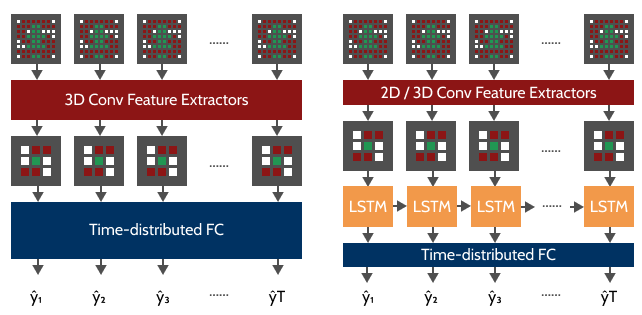 ......
3D Conv Feature Extractors
......
Time-distributed FC
ŷ₁ ŷ₂ ŷ₃ ...... ŷT
......
2D / 3D Conv Feature Extractors
......
LSTM LSTM LSTM ...... LSTM
Time-distributed FC
ŷ₁ ŷ₂ ŷ₃ ...... ŷT